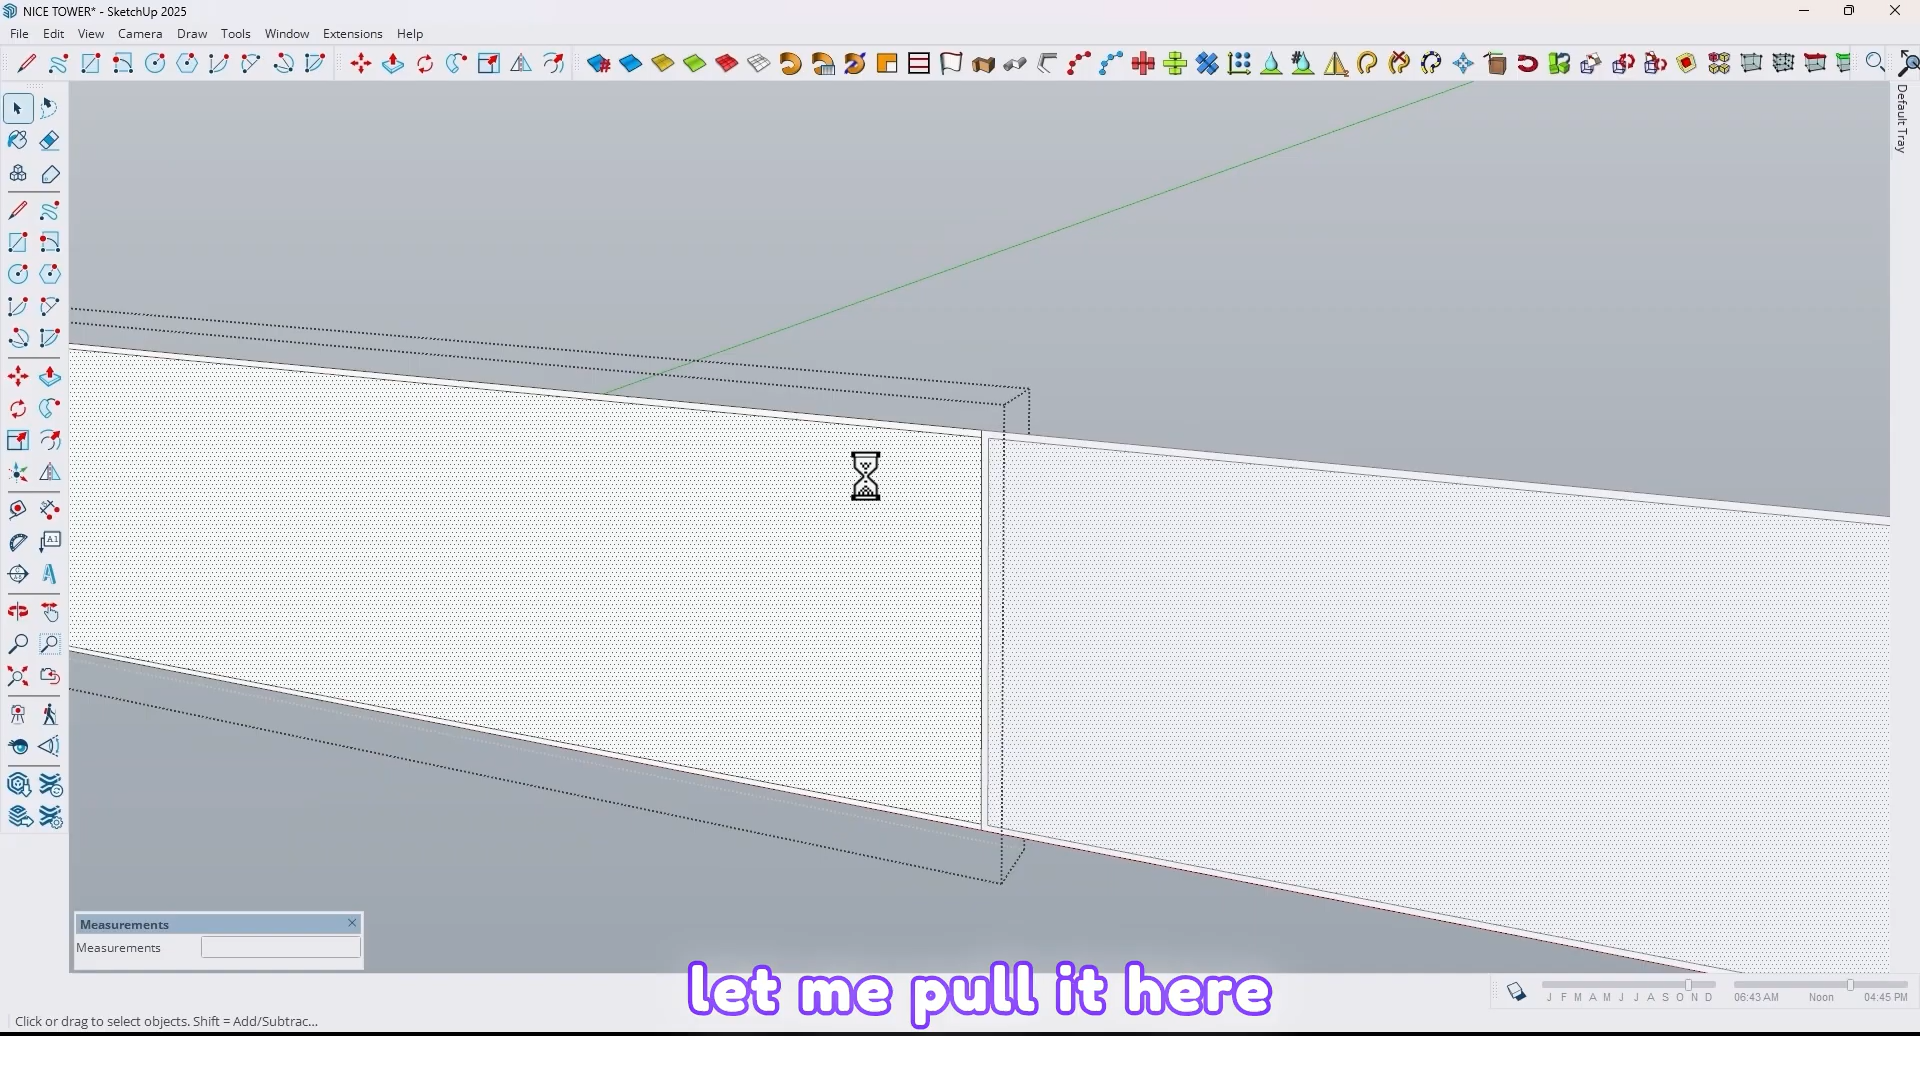 NICE TOWER* - SketchUp 2025
File Edit View Camera Draw Tools Window Extensions Help
Default Tray
A1
Measurements
Measurements
let me pull it here
J F M A M J J A S O N D 06:43 AM Noon 04:45 PM
Click or drag to select objects. Shift = Add/Subtrac...